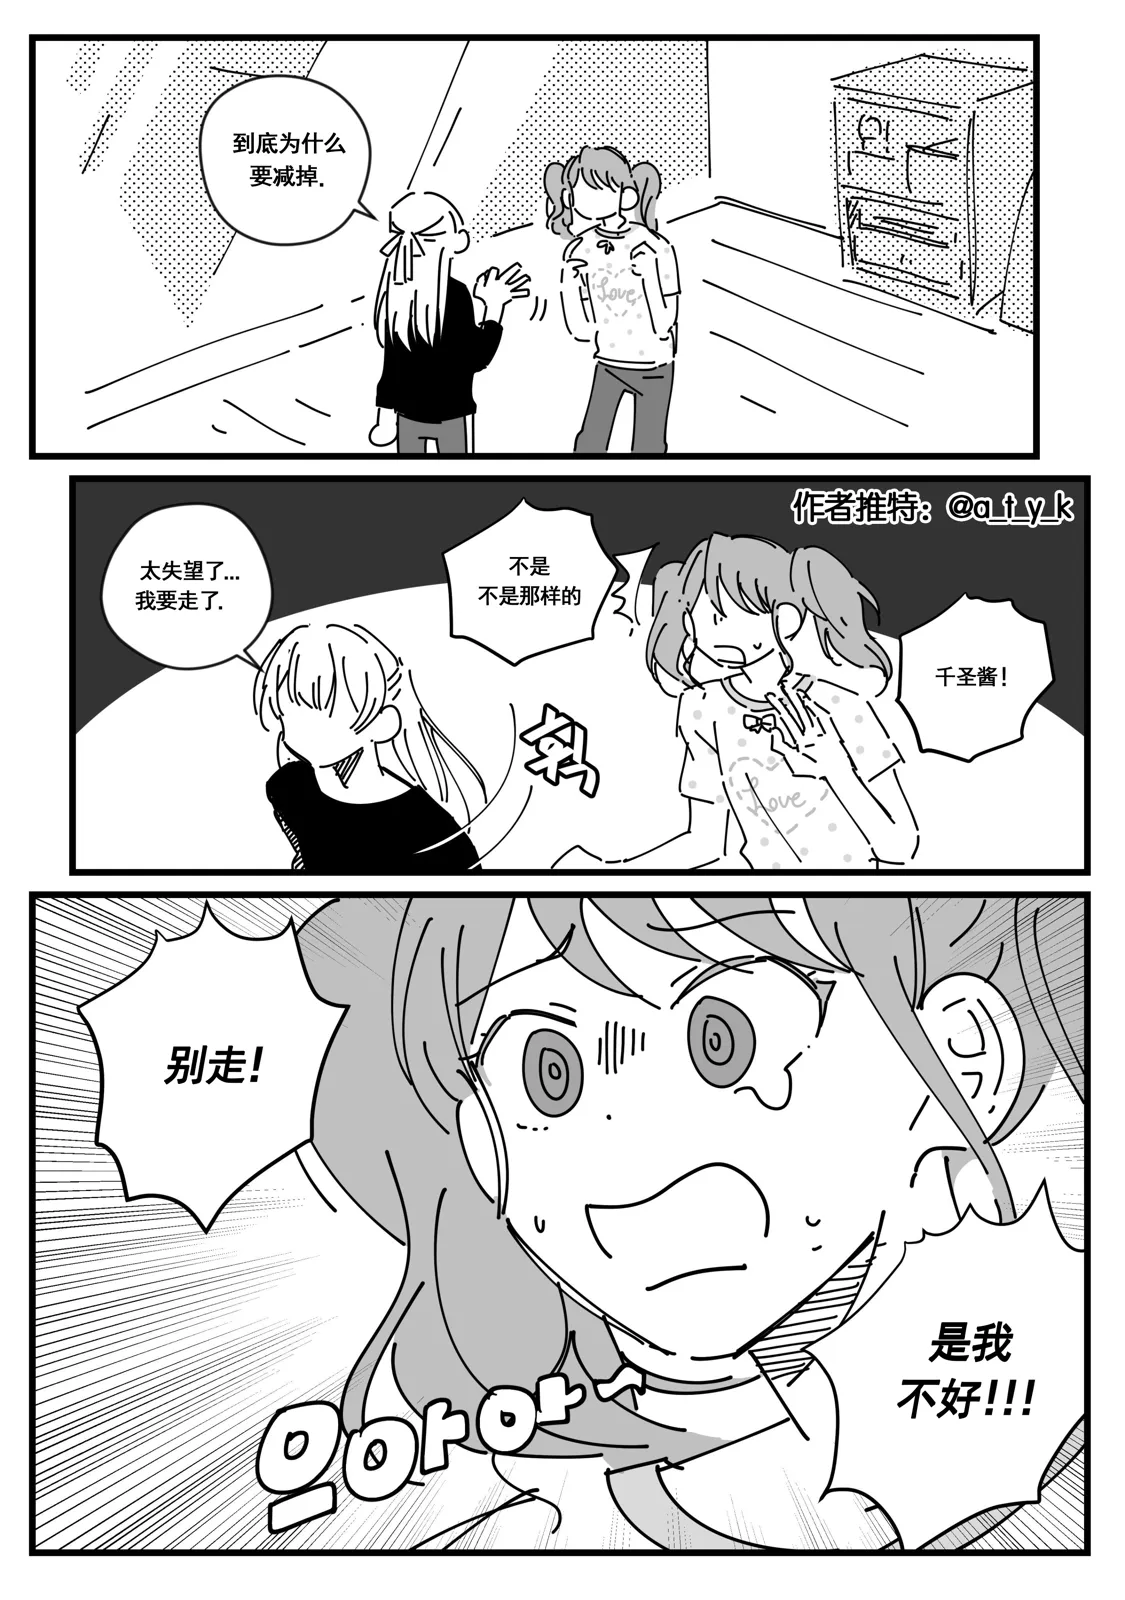 到底为什么
要减掉.
Love
作者推特：@a_t_y_k
太失望了...
我要走了.
不是
不是那样的
千圣酱！
Love
휙
别走！
是我
不好！！！
으아아